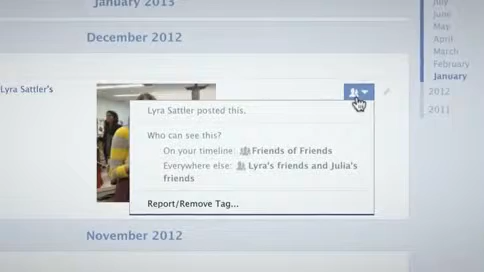 January 2013
July
June
May
April
March
February
January
2012
2011
December 2012
Lyra Sattler's
Lyra Sattler posted this.
Who can see this?
On your timeline: Friends of Friends
Everywhere else: Lyra's friends and Julia's
friends
Report/Remove Tag...
November 2012